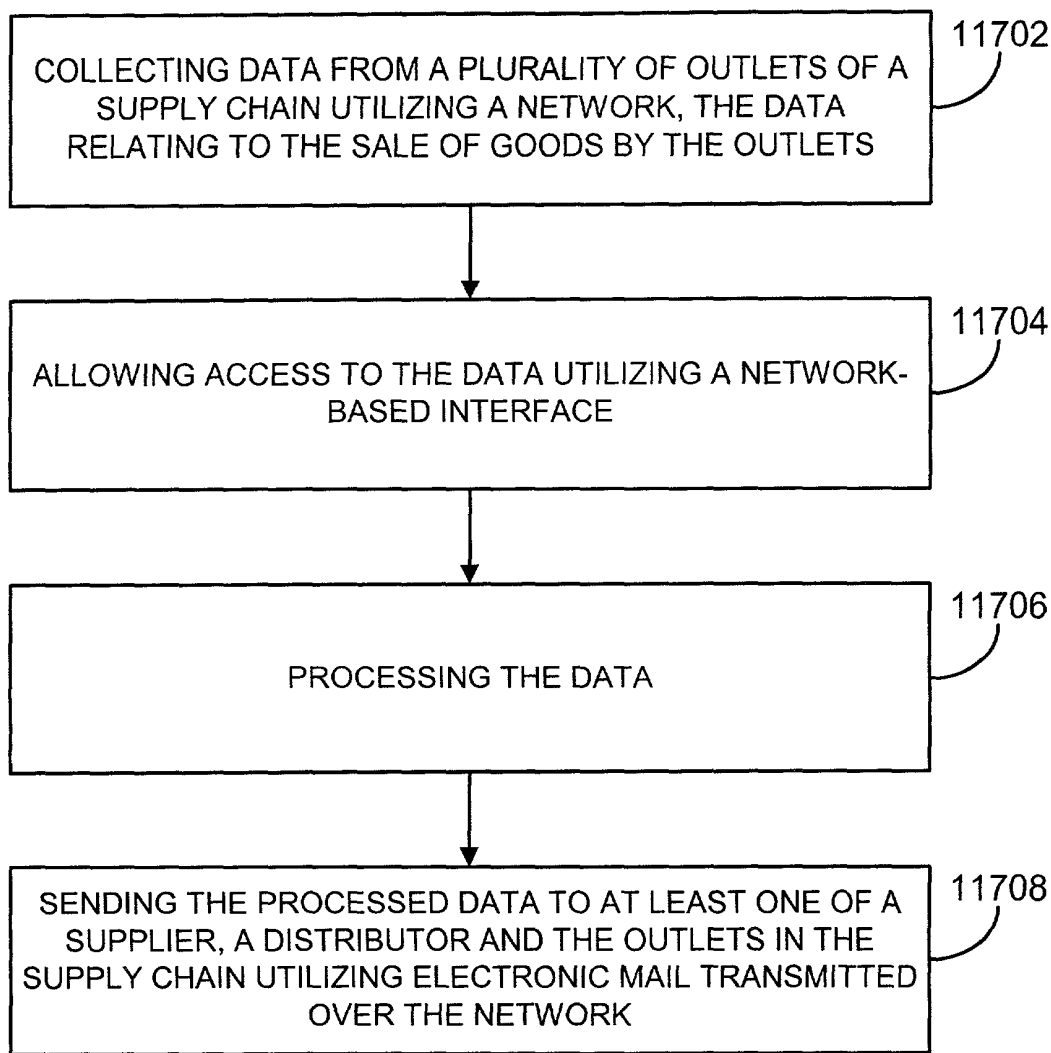 11702
COLLECTING DATA FROM A PLURALITY OF OUTLETS OF A
SUPPLY CHAIN UTILIZING A NETWORK, THE DATA
RELATING TO THE SALE OF GOODS BY THE OUTLETS
11704
ALLOWING ACCESS TO THE DATA UTILIZING A NETWORK-
BASED INTERFACE
11706
PROCESSING THE DATA
11708
SENDING THE PROCESSED DATA TO AT LEAST ONE OF A
SUPPLIER, A DISTRIBUTOR AND THE OUTLETS IN THE
SUPPLY CHAIN UTILIZING ELECTRONIC MAIL TRANSMITTED
OVER THE NETWORK